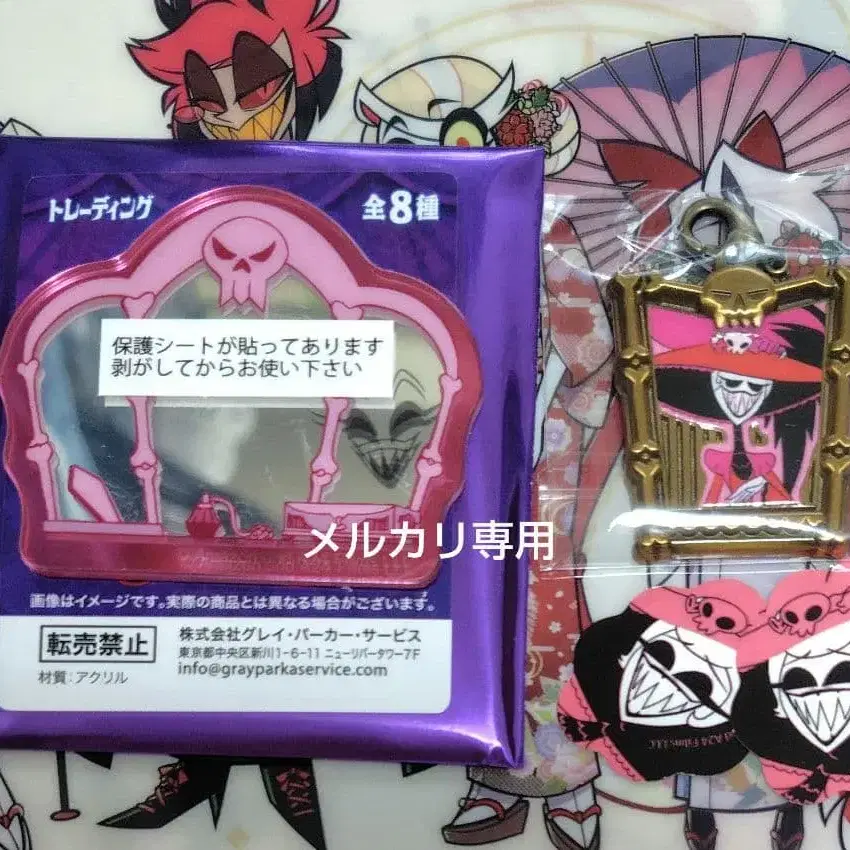 トレーディング
全8種
保護シートが貼ってあります
剥がしてからお使い下さい
メルカリ専用
画像はイメージです。実際の商品とは異なる場合がございます。
転売禁止
材質：アクリル
株式会社グレイ・パーカー・サービス
東京都中央区新川1-6-11 ニューリバータワー7F
info@grayparkaservice.com
A24 Films LLC